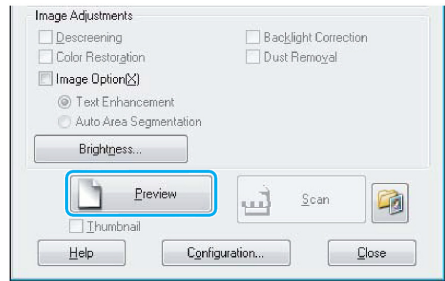 Image Adjustments
Descreening Backlight Correction
Color Restoration Dust Removal
Image Option(X)
Text Enhancement
Auto Area Segmentation
Brightness...
Preview Scan
Thumbnail
Help Configuration... Close